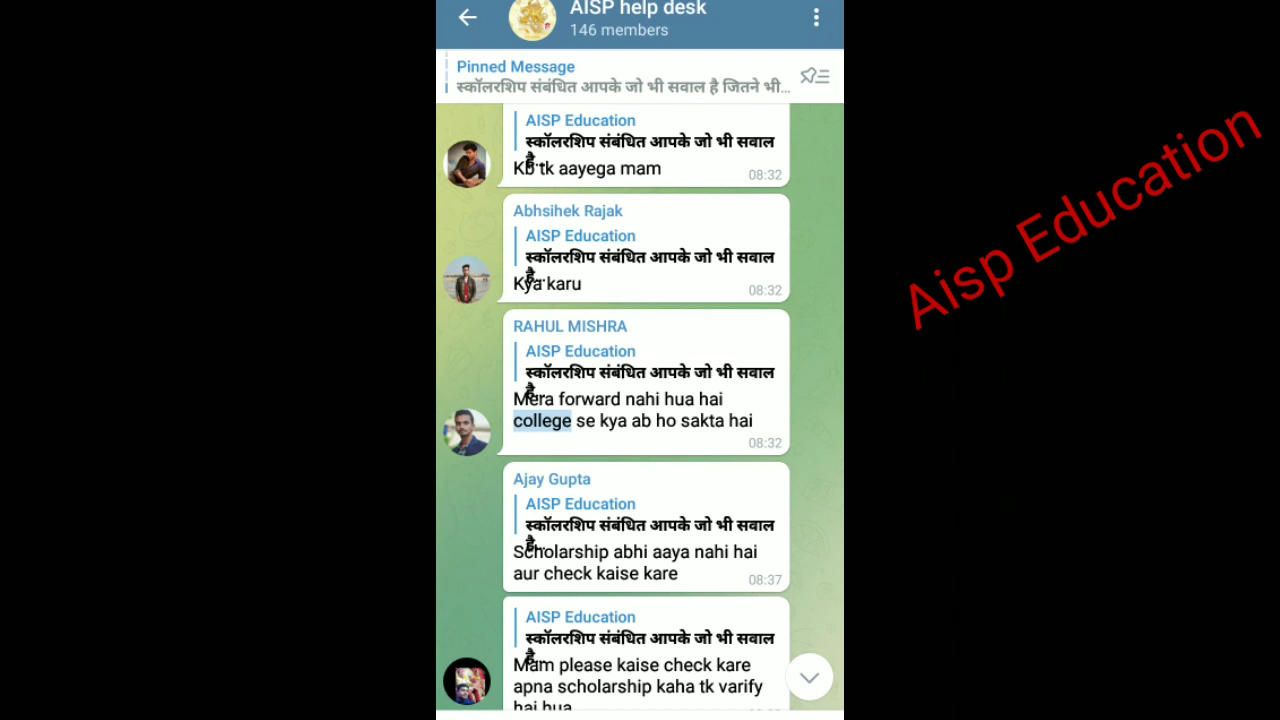 AISP help desk
146 members
Pinned Message
स्कॉलरशिप संबंधित आपके जो भी सवाल है जितने भी...
AISP Education
स्कॉलरशिप संबंधित आपके जो भी सवाल
है...
Kb tk aayega mam
08:32
Abhsihek Rajak
AISP Education
स्कॉलरशिप संबंधित आपके जो भी सवाल
है...
Kya karu
08:32
RAHUL MISHRA
AISP Education
स्कॉलरशिप संबंधित आपके जो भी सवाल
है...
Mera forward nahi hua hai
college se kya ab ho sakta hai
08:32
Ajay Gupta
AISP Education
स्कॉलरशिप संबंधित आपके जो भी सवाल
है...
Scholarship abhi aaya nahi hai
aur check kaise kare
08:37
AISP Education
स्कॉलरशिप संबंधित आपके जो भी सवाल
है...
Mam please kaise check kare
apna scholarship kaha tk varify
hai hua
Aisp Education